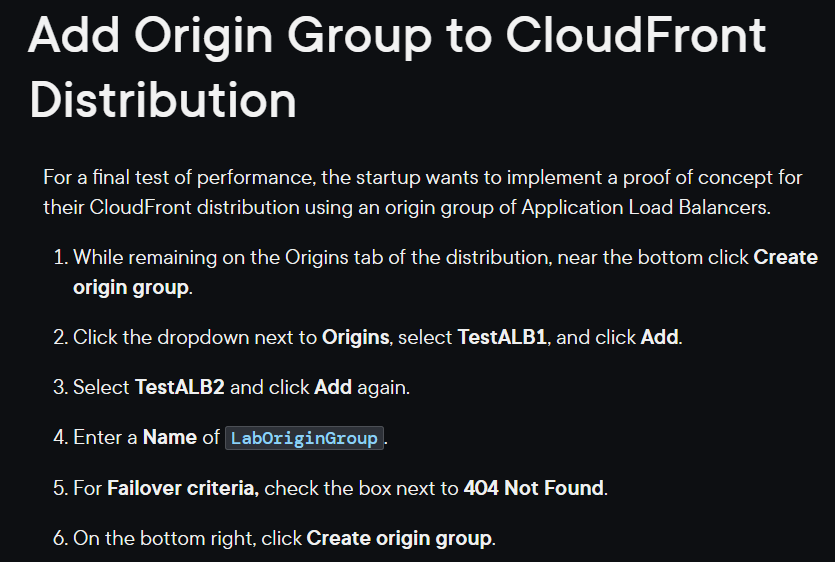 Add Origin Group to CloudFront
Distribution
For a final test of performance, the startup wants to implement a proof of concept for
their CloudFront distribution using an origin group of Application Load Balancers.
1. While remaining on the Origins tab of the distribution, near the bottom click Create
origin group.
2. Click the dropdown next to Origins, select TestALB1, and click Add.
3. Select TestALB2 and click Add again.
4. Enter a Name of LabOriginGroup.
5. For Failover criteria, check the box next to 404 Not Found.
6. On the bottom right, click Create origin group.